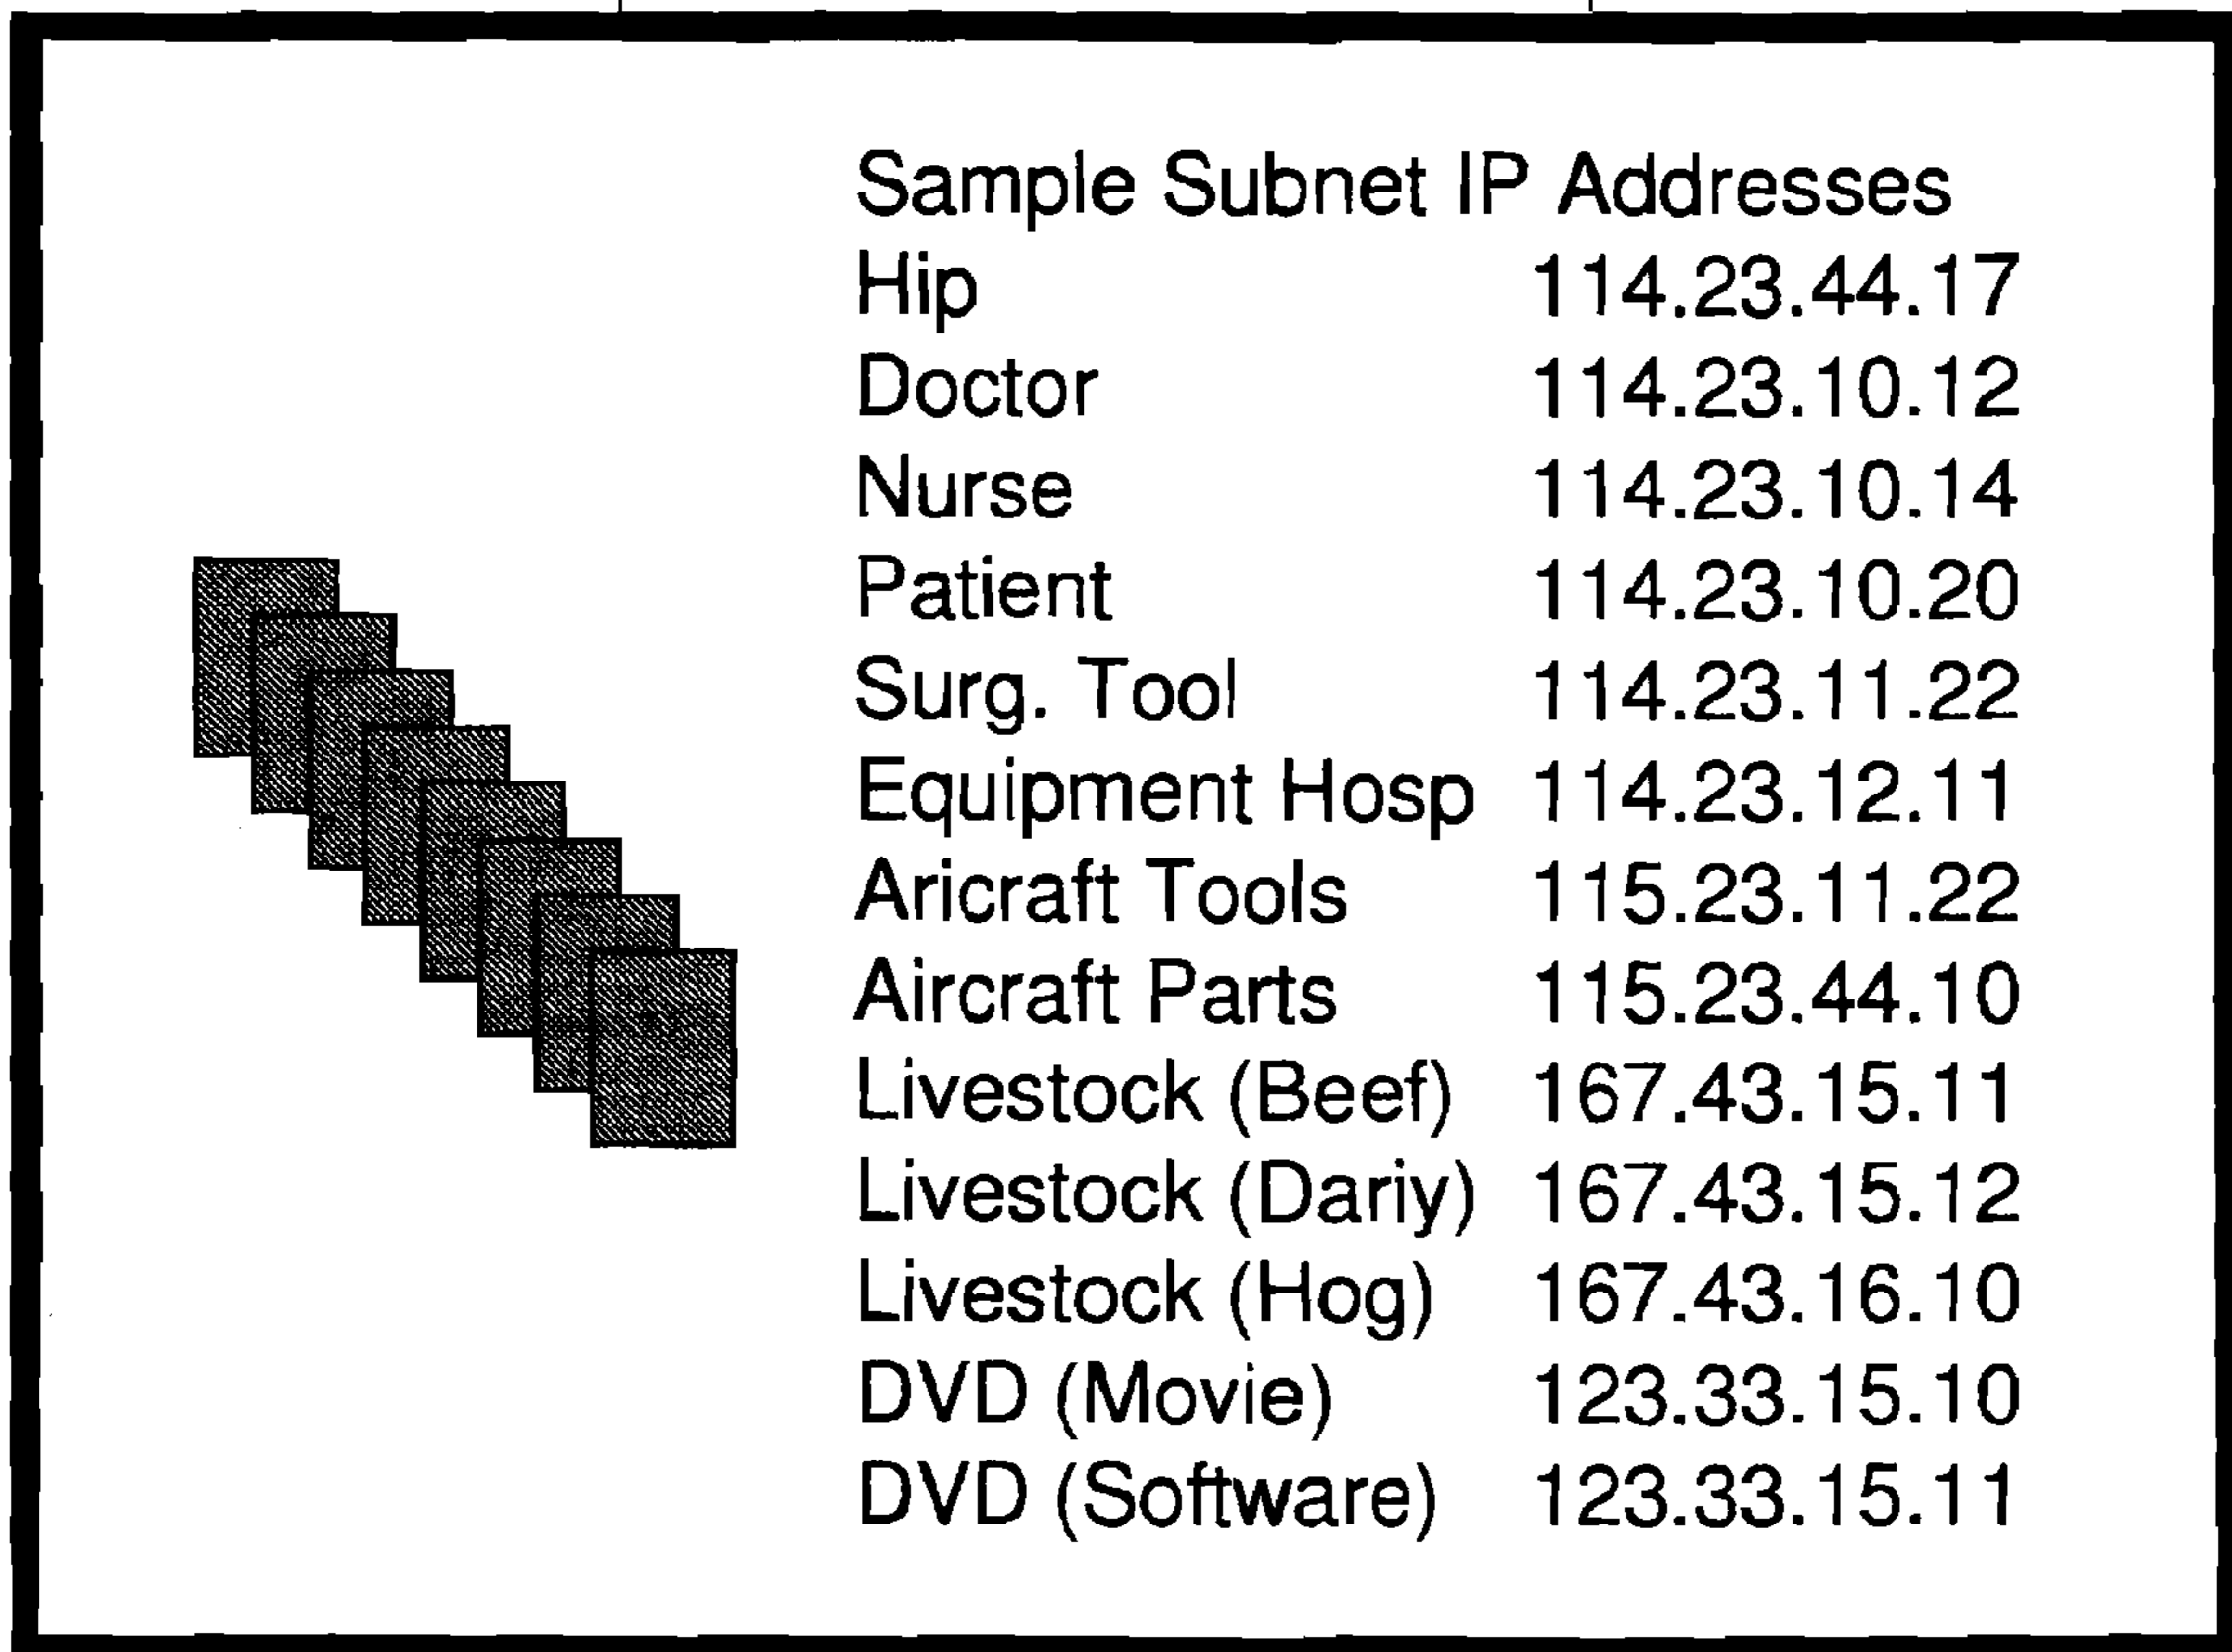 Sample Subnet IP Addresses
Hip 114.23.44.17
Doctor 114.23.10.12
Nurse 114.23.10.14
Patient 114.23.10.20
Surg. Tool 114.23.11.22
Equipment Hosp 114.23.12.11
Aricraft Tools 115.23.11.22
Aircraft Parts 115.23.44.10
Livestock (Beef) 167.43.15.11
Livestock (Dariy) 167.43.15.12
Livestock (Hog) 167.43.16.10
DVD (Movie) 123.33.15.10
DVD (Software) 123.33.15.11